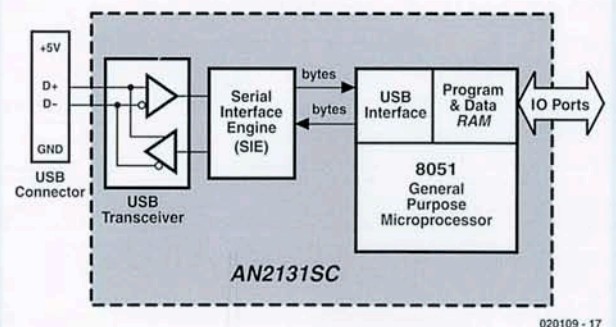 +5V
D+
D–
GND
USB
Connector
USB
Transceiver
Serial
Interface
Engine
(SIE)
bytes
bytes
USB
Interface
Program
& Data
RAM
8051
General
Purpose
Microprocessor
IO Ports
AN2131SC
020109 - 17